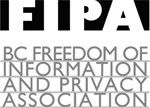 FIPA
BC FREEDOM OF
INFORMATION
AND PRIVACY
ASSOCIATION